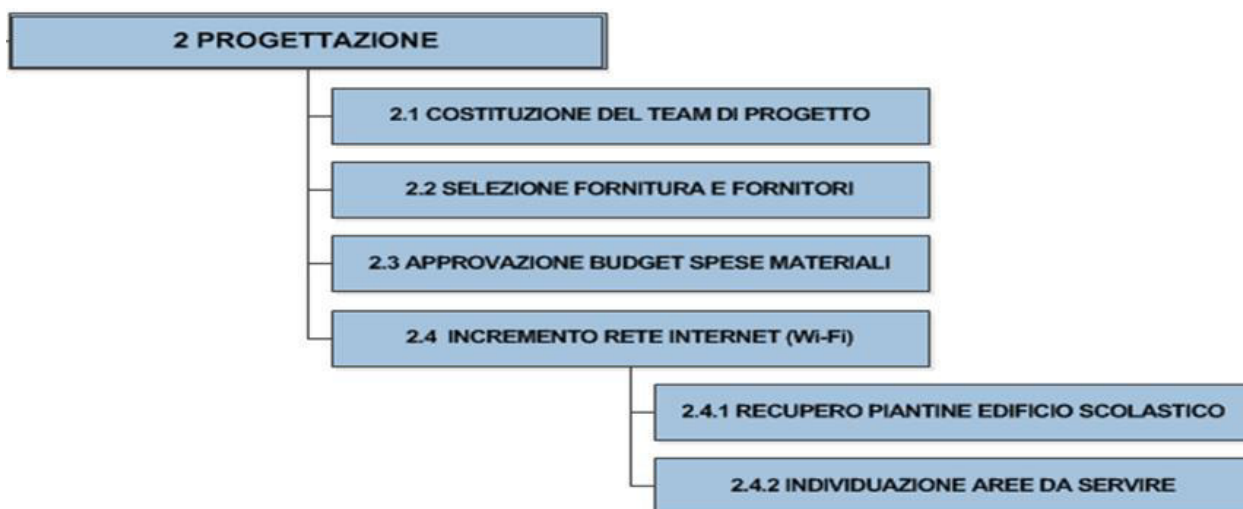 2 PROGETTAZIONE
2.1 COSTITUZIONE DEL TEAM DI PROGETTO
2.2 SELEZIONE FORNITURA E FORNITORI
2.3 APPROVAZIONE BUDGET SPESE MATERIALI
2.4 INCREMENTO RETE INTERNET (Wi-Fi)
2.4.1 RECUPERO PIANTINE EDIFICIO SCOLASTICO
2.4.2 INDIVIDUAZIONE AREE DA SERVIRE